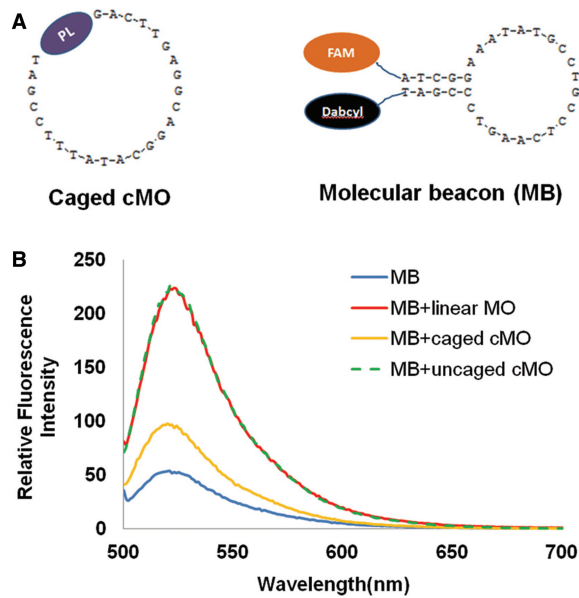 A
PL
G-A-C-T-T-G-A-G-G-C-A-G-G-C-A-T-A-T-T-T-C-C-G-A-T
Caged cMO
FAM
Dabcyl
A-T-C-G-G-A-A-A-T-A-T-G-C-C-T-G-C-C-T-C-A-A-G-T-C-C-C-G-A-T
Molecular beacon (MB)
B
Relative Fluorescence
Intensity
250
200
150
100
50
0
MB
MB+linear MO
MB+caged cMO
MB+uncaged cMO
500 550 600 650 700
Wavelength(nm)